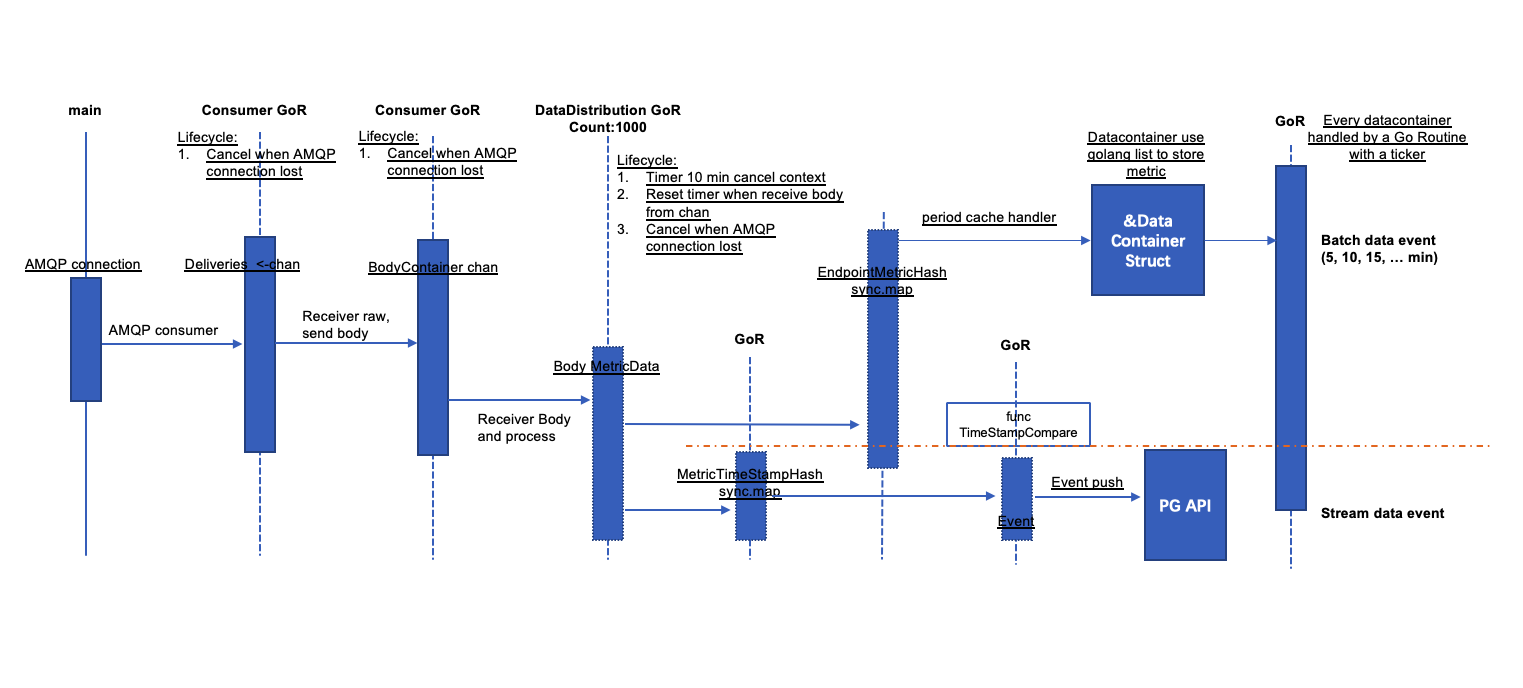 main
Consumer GoR
Lifecycle:
1. Cancel when AMQP
connection lost
Consumer GoR
Lifecycle:
1. Cancel when AMQP
connection lost
DataDistribution GoR
Count:1000
Lifecycle:
1. Timer 10 min cancel context
2. Reset timer when receive body
from chan
3. Cancel when AMQP
connection lost
Datacontainer use
golang list to store
metric
GoR
Every datacontainer
handled by a Go Routine
with a ticker
period cache handler
&Data
Container
Struct
Batch data event
(5, 10, 15, ... min)
AMQP connection
Deliveries <-chan
BodyContainer chan
EndpointMetricHash
sync.map
AMQP consumer
Receiver raw,
send body
GoR
GoR
Body MetricData
Receiver Body
and process
func
TimeStampCompare
MetricTimeStampHash
sync.map
Event push
Event
PG API
Stream data event